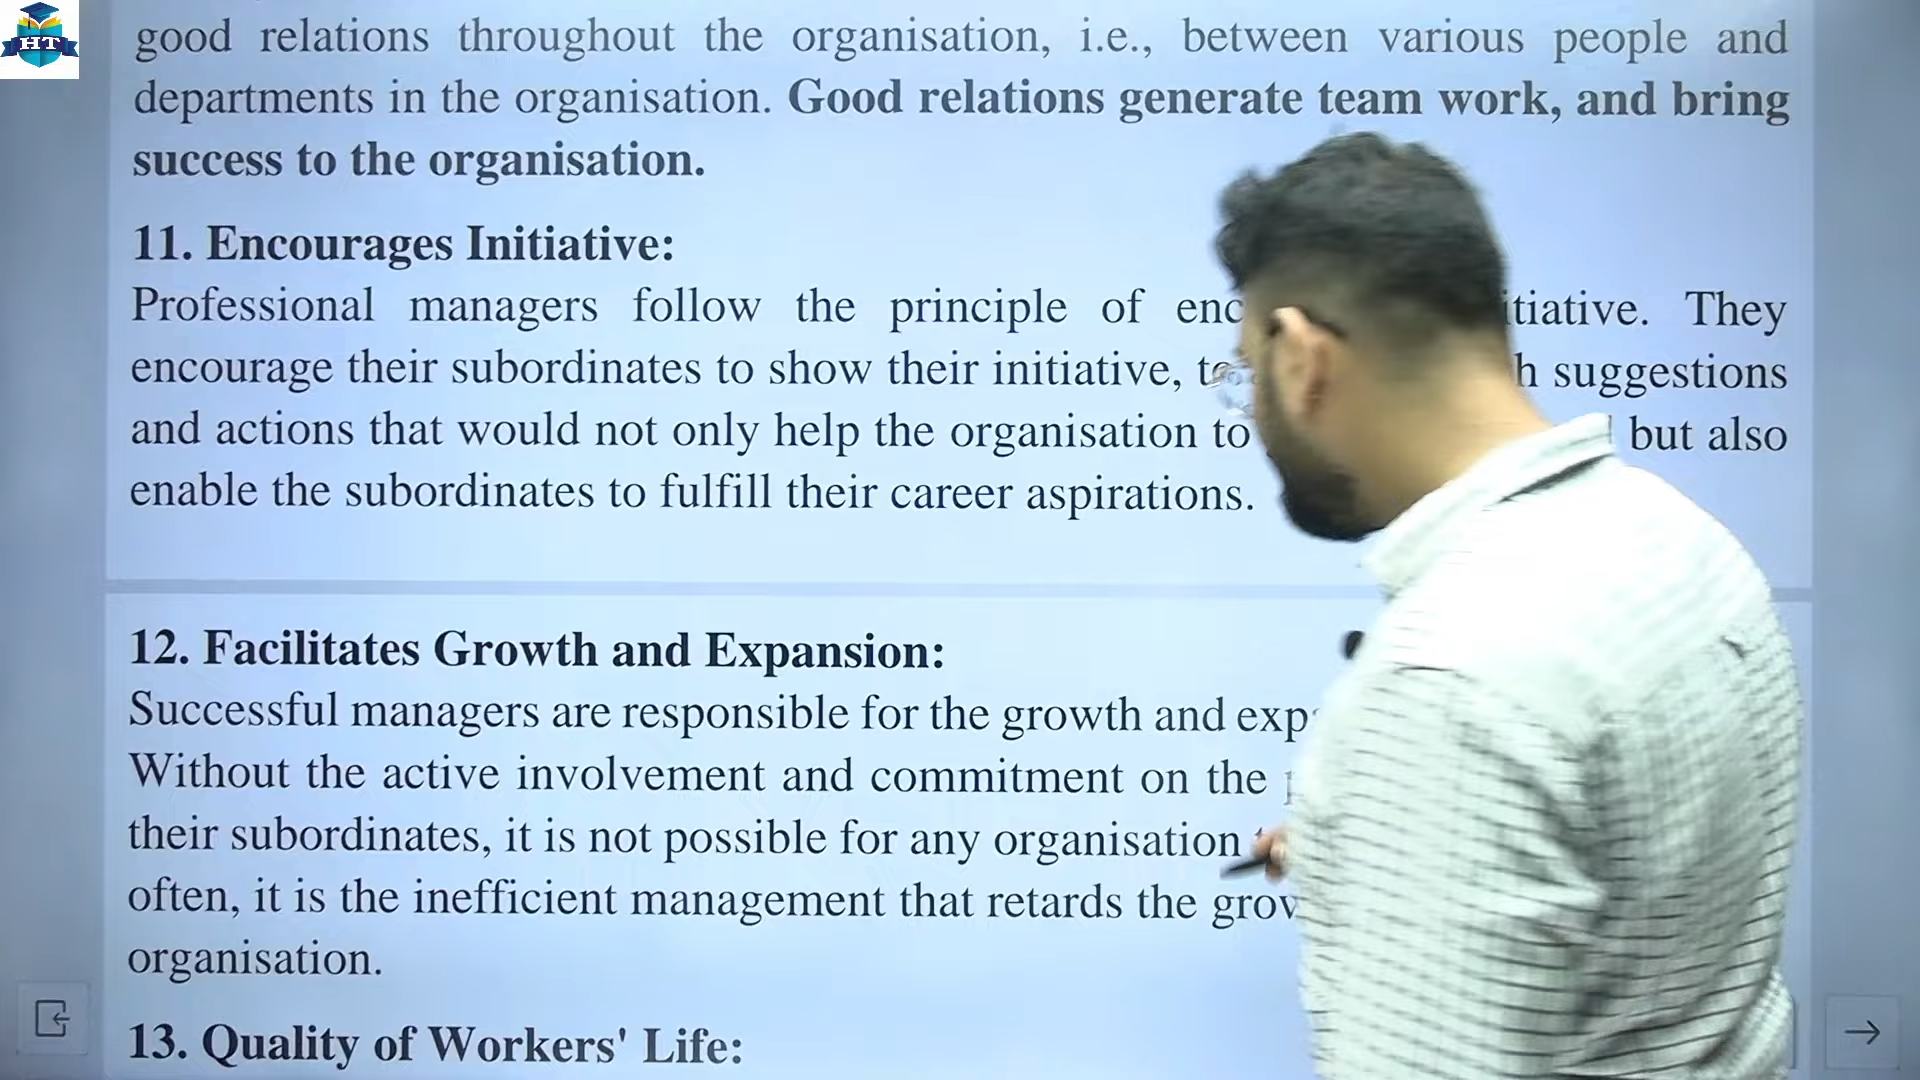 HT
good relations throughout the organisation, i.e., between various people and
departments in the organisation. Good relations generate team work, and bring
success to the organisation.
11. Encourages Initiative:
Professional managers follow the principle of They
encourage their subordinates to show their initiative, suggestions
and actions that would not only help the organisation to but also
enable the subordinates to fulfill their career aspirations.
12. Facilitates Growth and Expansion:
Successful managers are responsible for the growth and
Without the active involvement and commitment on the
their subordinates, it is not possible for any organisation
often, it is the inefficient management that retards the
organisation.
13. Quality of Workers' Life: